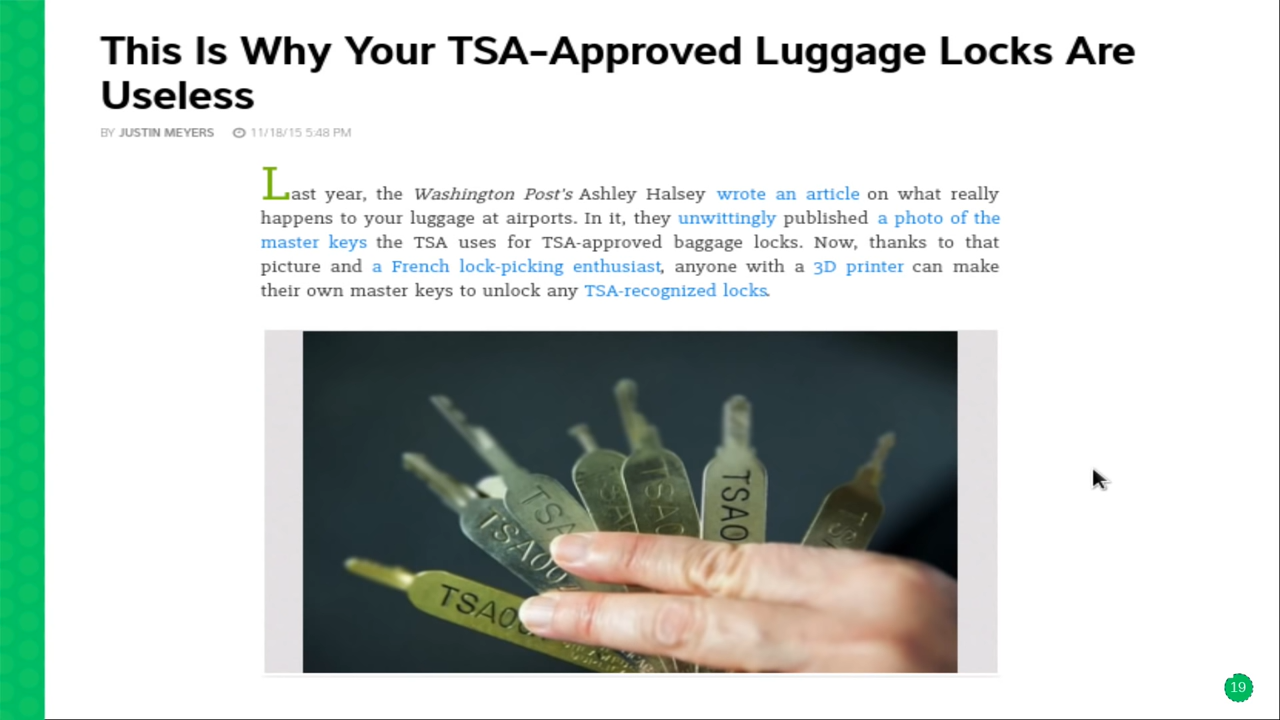 This Is Why Your TSA-Approved Luggage Locks Are
Useless
BY JUSTIN MEYERS 11/18/15 5:48 PM
Last year, the Washington Post's Ashley Halsey wrote an article on what really
happens to your luggage at airports. In it, they unwittingly published a photo of the
master keys the TSA uses for TSA-approved baggage locks. Now, thanks to that
picture and a French lock-picking enthusiast, anyone with a 3D printer can make
their own master keys to unlock any TSA-recognized locks.
TSA
TSA0
TSA0
TSA
TSA00
TSA00
19